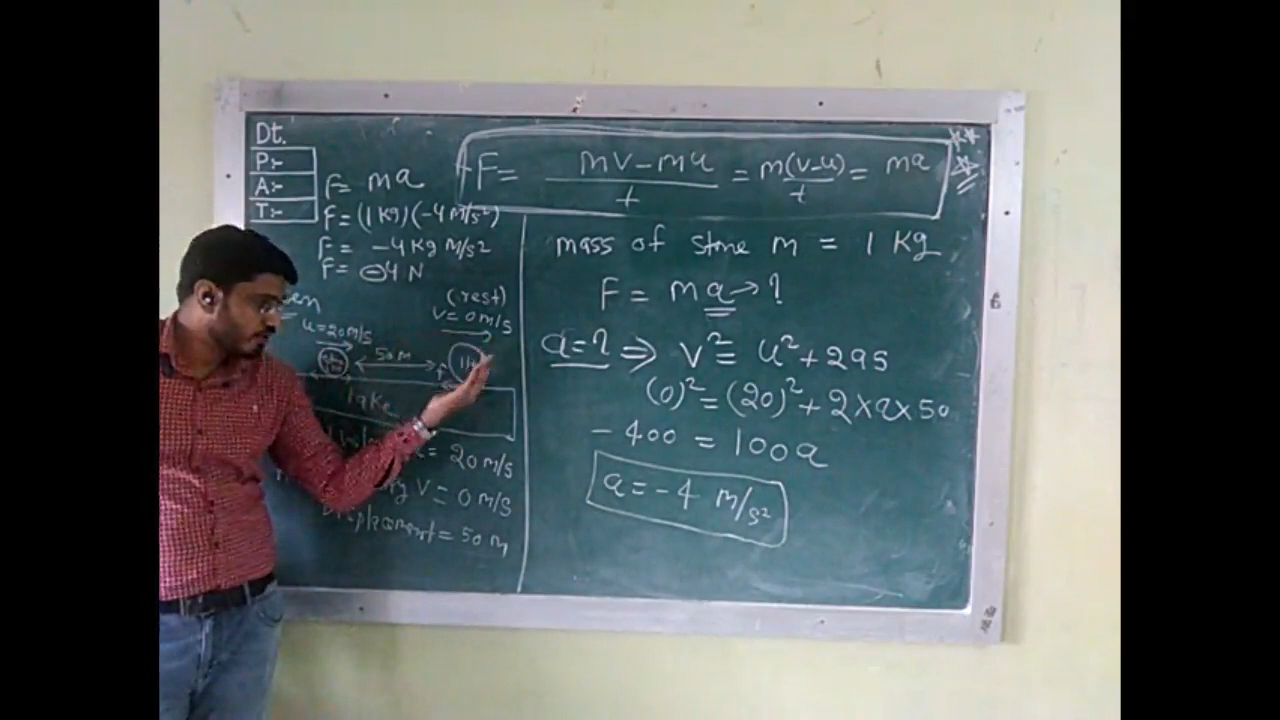 Dt.
P:-
A:-
T:-
F = ma
F = (1 Kg)(-4 M/s²)
F = -4 Kg M/s²
F = -4 N
u = 20 M/S
(rest)
V = 0 M/S
50 m
lake
= 20 m/s
V = 0 m/s
Displacement = 50 m
F = mv - mu / t = m(v-u) / t = ma
mass of stone m = 1 Kg
F = ma → ?
a = ? ⇒ V² = u² + 2as
(0)² = (20)² + 2×a×50
-400 = 100a
a = -4 M/s²